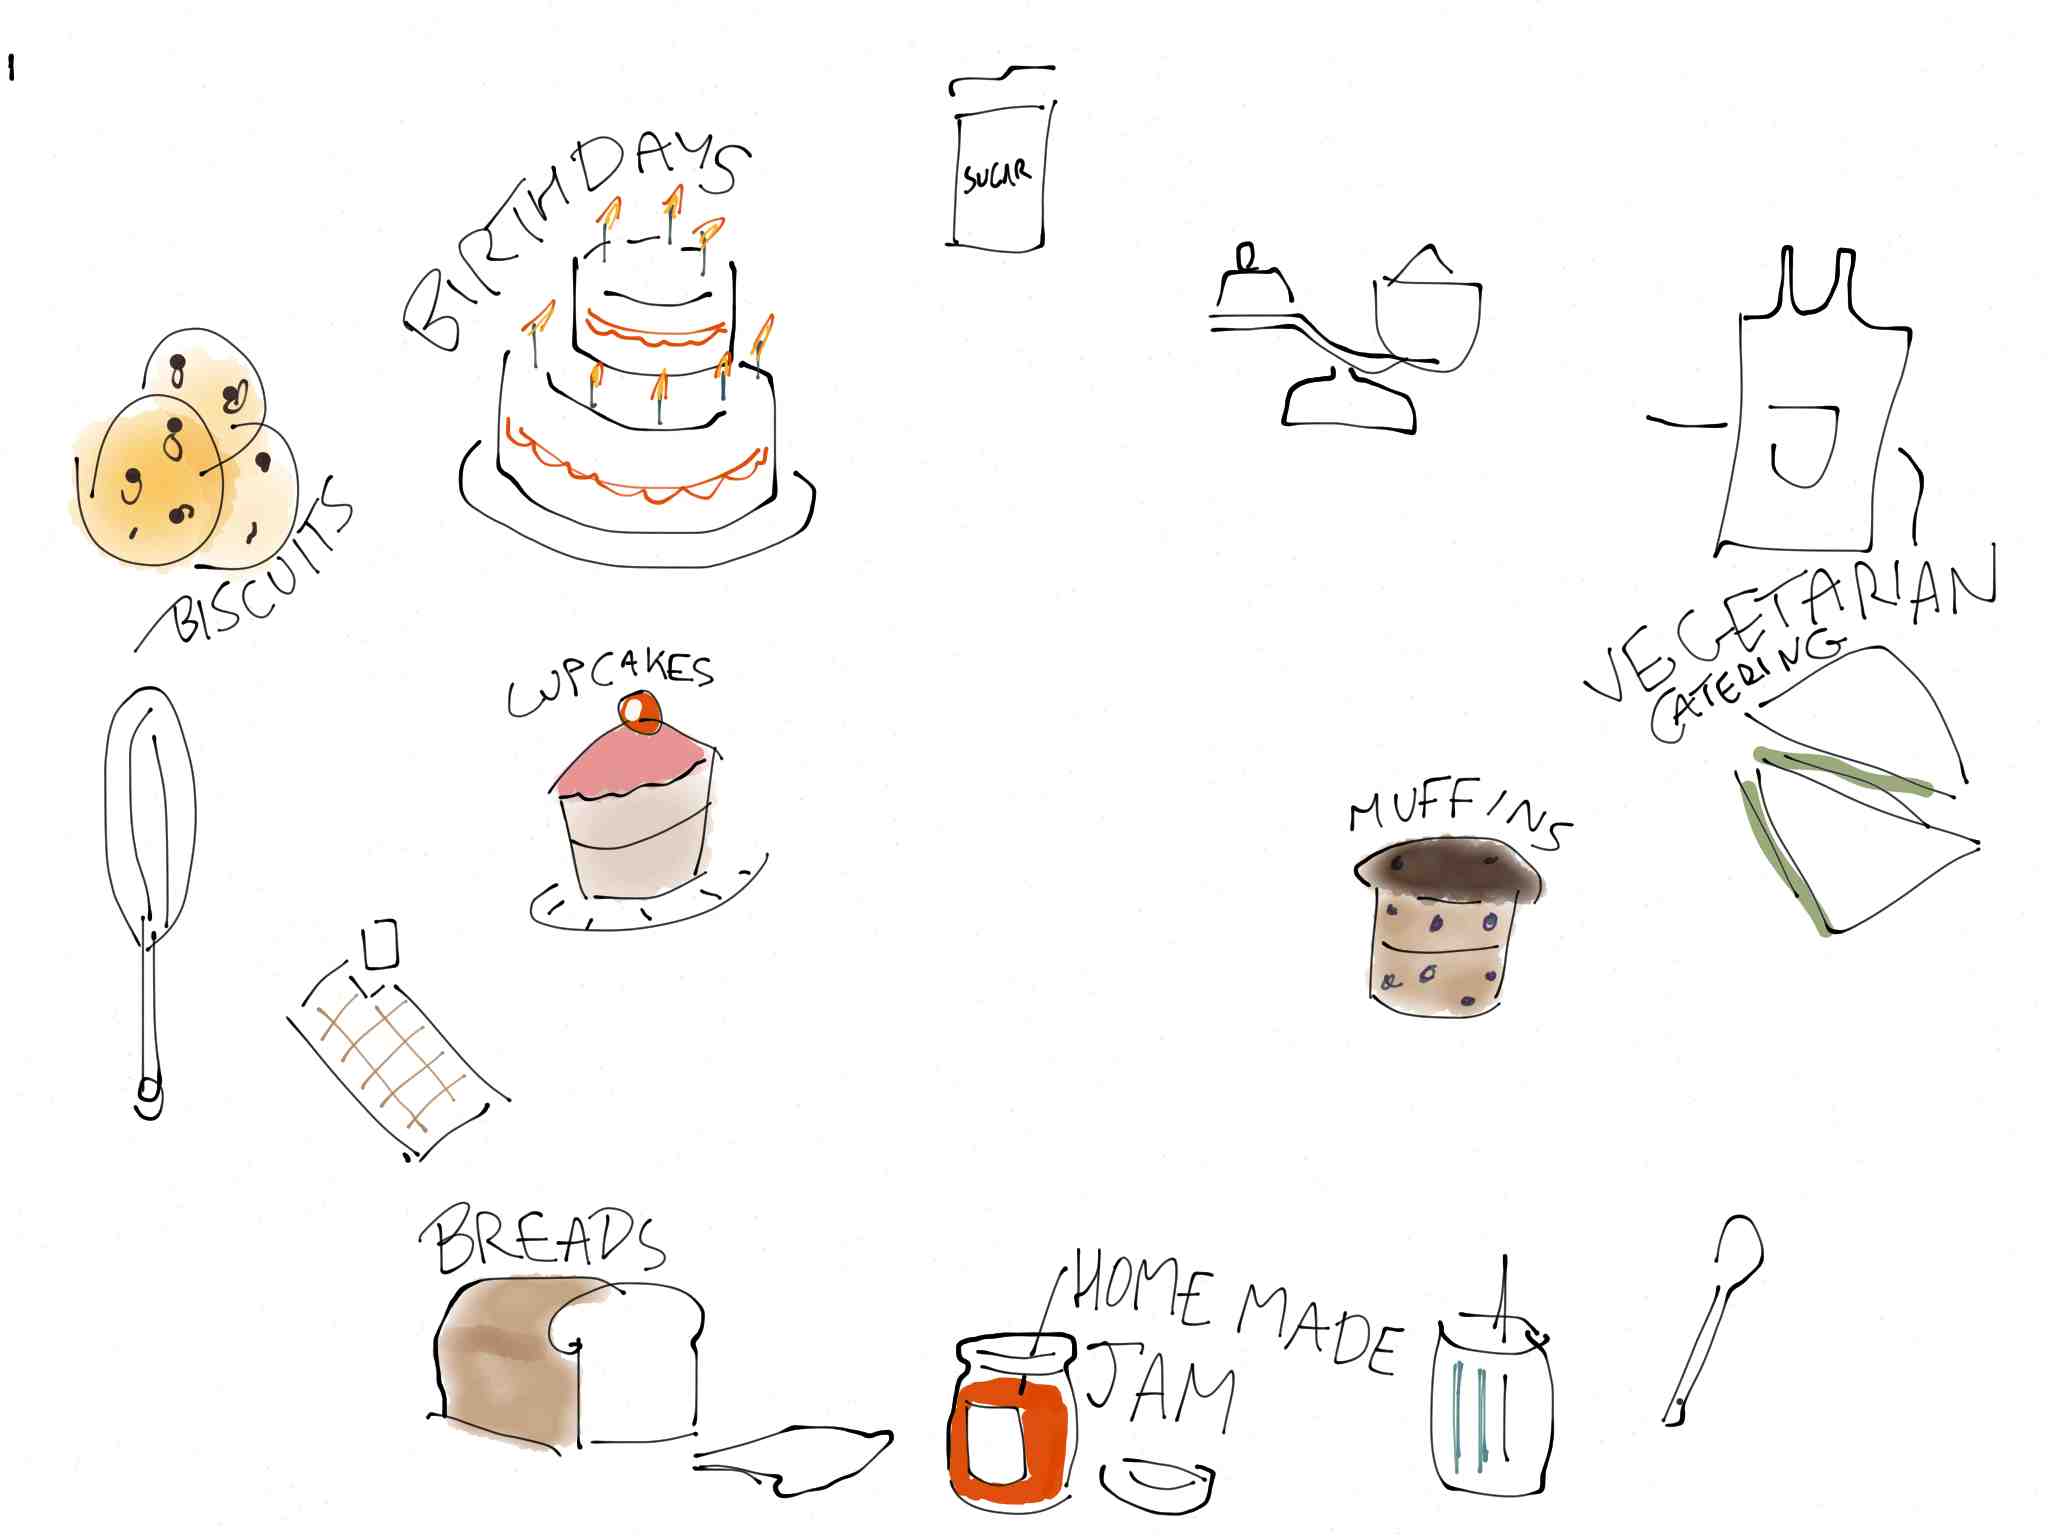 BIRTHDAYS
SUGAR
BISCUITS
CUPCAKES
VEGETARIAN
CATERING
MUFFINS
BREADS
HOME MADE
JAM